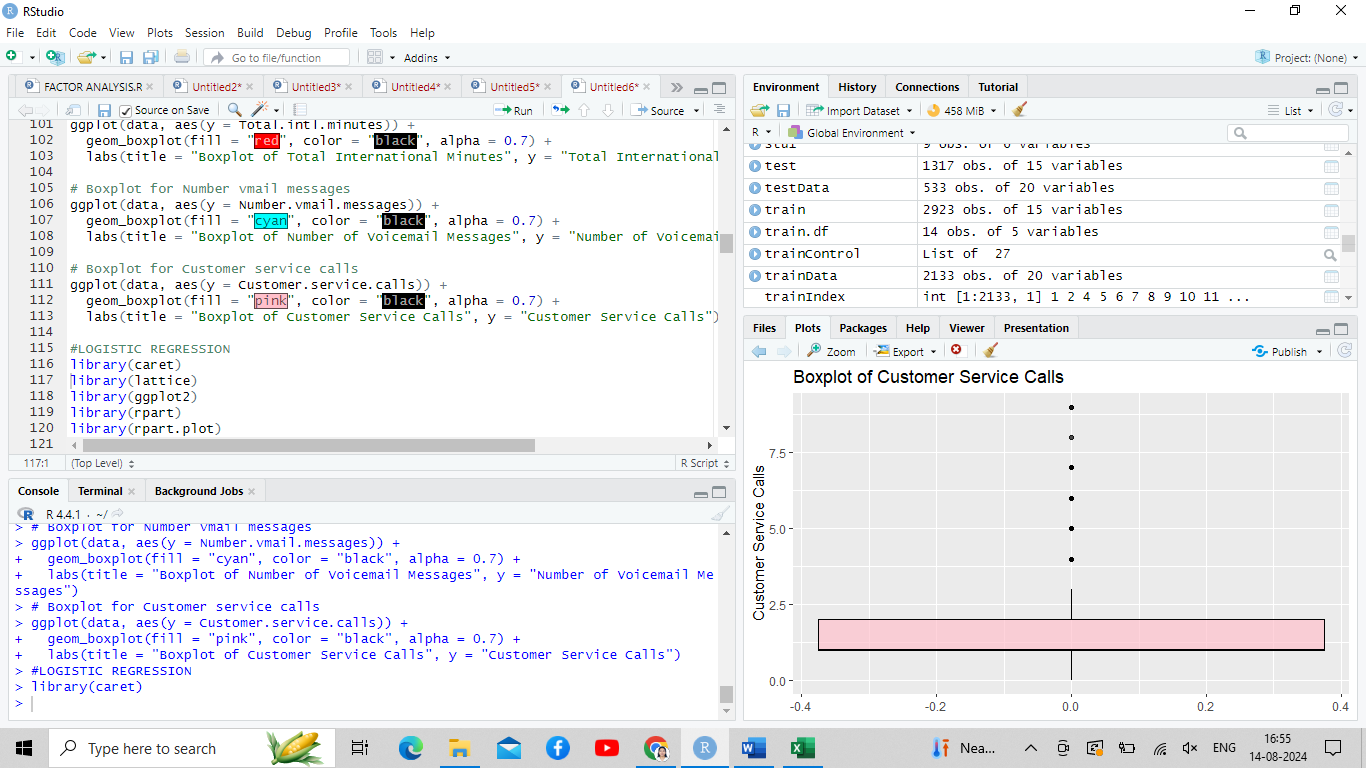 RStudio
File Edit Code View Plots Session Build Debug Profile Tools Help
Go to file/function Addins Project: (None)
FACTOR ANALYSIS.R Untitled2* Untitled3* Untitled4* Untitled5* Untitled6*
Source on Save Run Source
101 ggplot(data, aes(y = Total.intl.minutes)) +
102 geom_boxplot(fill = "red", color = "black", alpha = 0.7) +
103 labs(title = "Boxplot of Total International Minutes", y = "Total International
104
105 # Boxplot for Number vmail messages
106 ggplot(data, aes(y = Number.vmail.messages)) +
107 geom_boxplot(fill = "cyan", color = "black", alpha = 0.7) +
108 labs(title = "Boxplot of Number of Voicemail Messages", y = "Number of Voicemai
109
110 # Boxplot for Customer service calls
111 ggplot(data, aes(y = Customer.service.calls)) +
112 geom_boxplot(fill = "pink", color = "black", alpha = 0.7) +
113 labs(title = "Boxplot of Customer Service Calls", y = "Customer Service Calls")
114
115 #LOGISTIC REGRESSION
116 library(caret)
117 library(lattice)
118 library(ggplot2)
119 library(rpart)
120 library(rpart.plot)
121
117:1 (Top Level) R Script
Console Terminal Background Jobs
R 4.4.1 · ~/
> # Boxplot for Number vmail messages
> ggplot(data, aes(y = Number.vmail.messages)) +
+ geom_boxplot(fill = "cyan", color = "black", alpha = 0.7) +
+ labs(title = "Boxplot of Number of Voicemail Messages", y = "Number of Voicemail Me
ssages")
> # Boxplot for Customer service calls
> ggplot(data, aes(y = Customer.service.calls)) +
+ geom_boxplot(fill = "pink", color = "black", alpha = 0.7) +
+ labs(title = "Boxplot of Customer Service Calls", y = "Customer Service Calls")
> #LOGISTIC REGRESSION
> library(caret)
>
Environment History Connections Tutorial
Import Dataset 458 MiB List
R Global Environment
9 obs. of 6 variables
test 1317 obs. of 15 variables
testData 533 obs. of 20 variables
train 2923 obs. of 15 variables
train.df 14 obs. of 5 variables
trainControl List of 27
trainData 2133 obs. of 20 variables
trainIndex int [1:2133, 1] 1 2 4 5 6 7 8 9 10 11 ...
Files Plots Packages Help Viewer Presentation
Zoom Export Publish
Boxplot of Customer Service Calls
Customer Service Calls
7.5
5.0
2.5
0.0
-0.4 -0.2 0.0 0.2 0.4
Type here to search
Nea... ENG 16:55
14-08-2024